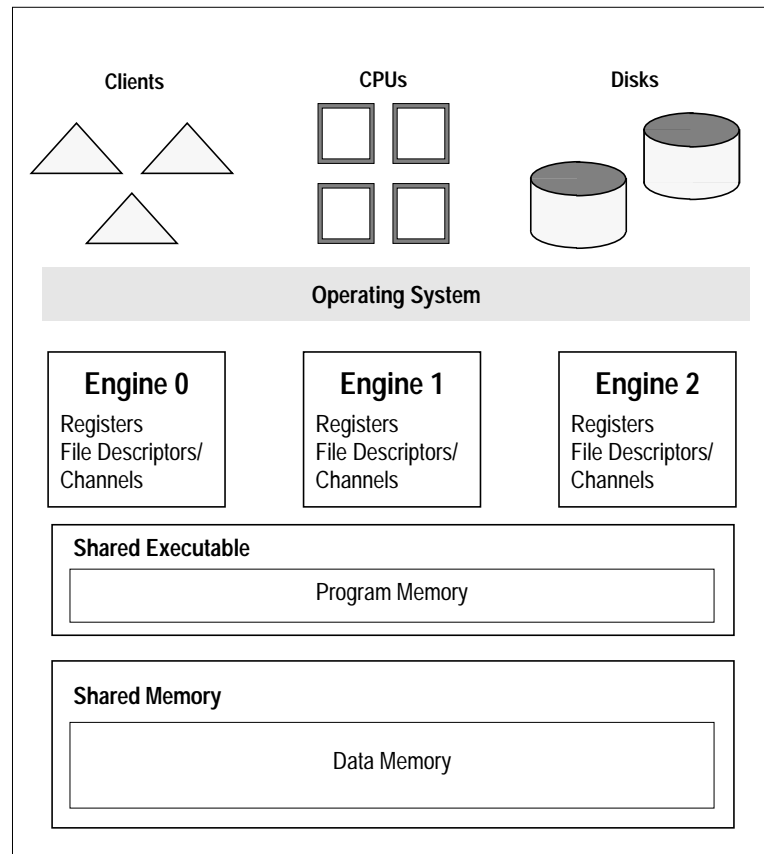 Clients
CPUs
Disks
Operating System
Engine 0
Registers
File Descriptors/
Channels
Engine 1
Registers
File Descriptors/
Channels
Engine 2
Registers
File Descriptors/
Channels
Shared Executable
Program Memory
Shared Memory
Data Memory